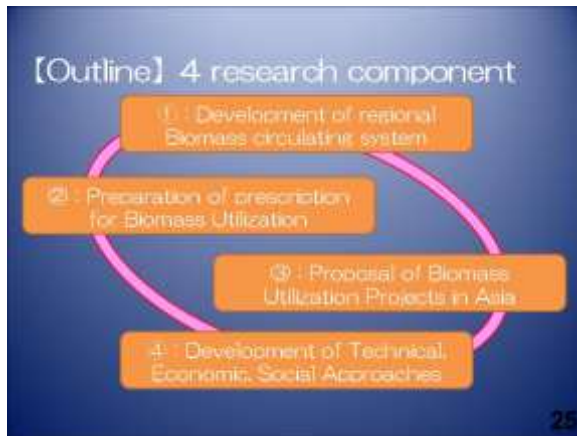 【Outline】4 research component
①：Development of regional
Biomass circulating system
②：Preparation of prescription
for Biomass Utilization
③：Proposal of Biomass
Utilization Projects in Asia
④：Development of Technical,
Economic, Social Approaches
25